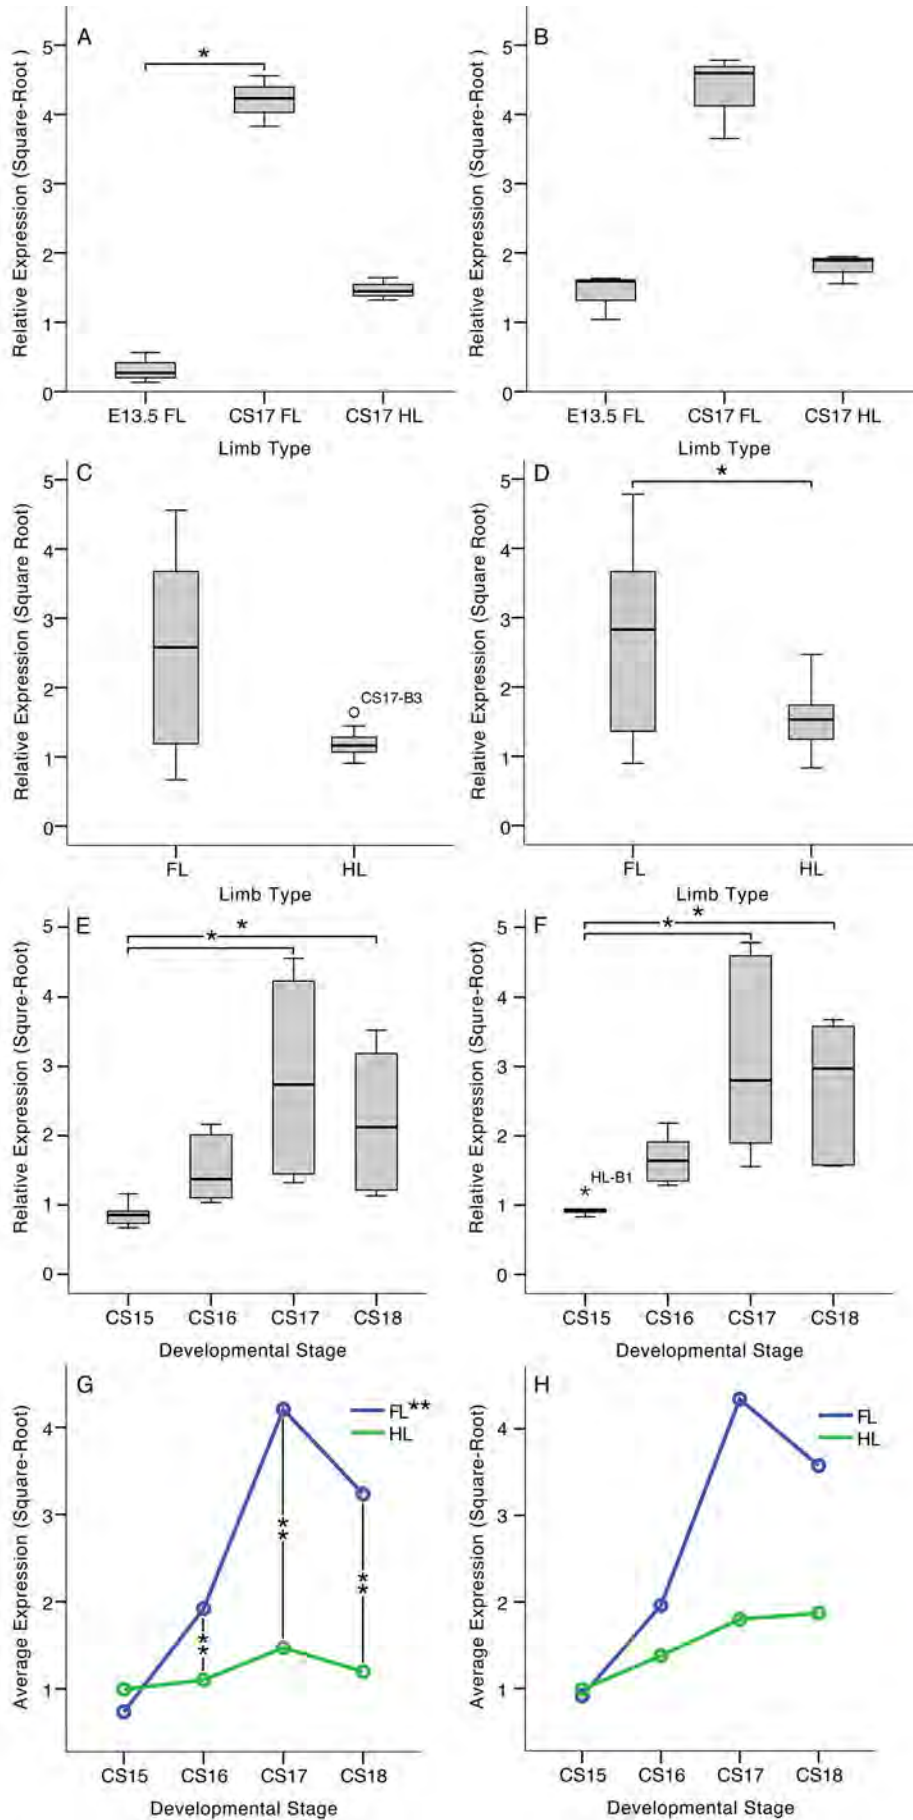 A
*
5
4
3
2
1
0
Relative Expression (Square-Root)
E13.5 FL CS17 FL CS17 HL
Limb Type
B
5
4
3
2
1
0
Relative Expression (Square-Root)
E13.5 FL CS17 FL CS17 HL
Limb Type
C
5
4
3
2
1
0
Relative Expression (Square Root)
CS17-B3
FL HL
Limb Type
D
*
5
4
3
2
1
0
Relative Expression (Square Root)
FL HL
Limb Type
E
*
*
5
4
3
2
1
0
Relative Expression (Squre-Root)
CS15 CS16 CS17 CS18
Developmental Stage
F
*
*
5
4
3
2
1
0
Relative Expression (Squre-Root)
* HL-B1
CS15 CS16 CS17 CS18
Developmental Stage
G
FL**
HL
4
3
2
1
Average Expression (Square-Root)
**
**
**
CS15 CS16 CS17 CS18
Developmental Stage
H
FL
HL
4
3
2
1
Average Expression (Square-Root)
CS15 CS16 CS17 CS18
Developmental Stage